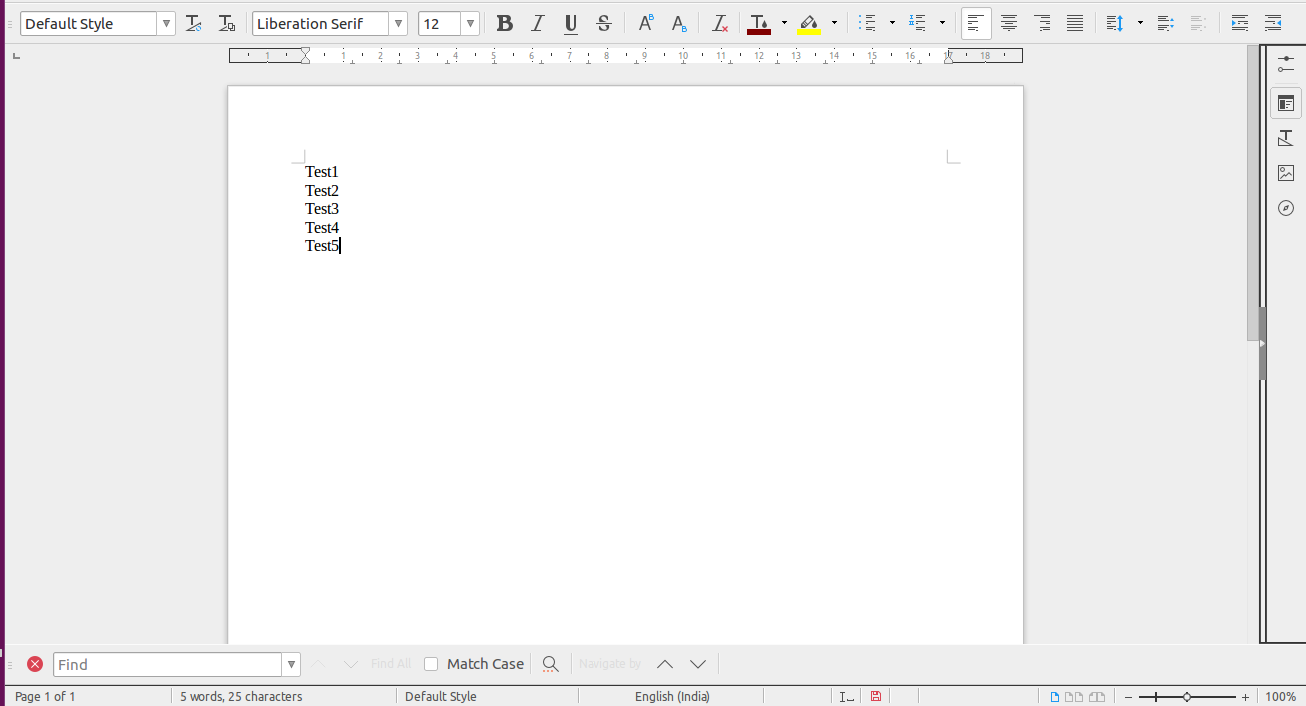 Default Style Liberation Serif 12
1 1 2 3 4 5 6 7 8 9 10 11 12 13 14 15 16 17 18
Test1
Test2
Test3
Test4
Test5
Find Find All Match Case Navigate by
Page 1 of 1 5 words, 25 characters Default Style English (India) 100%